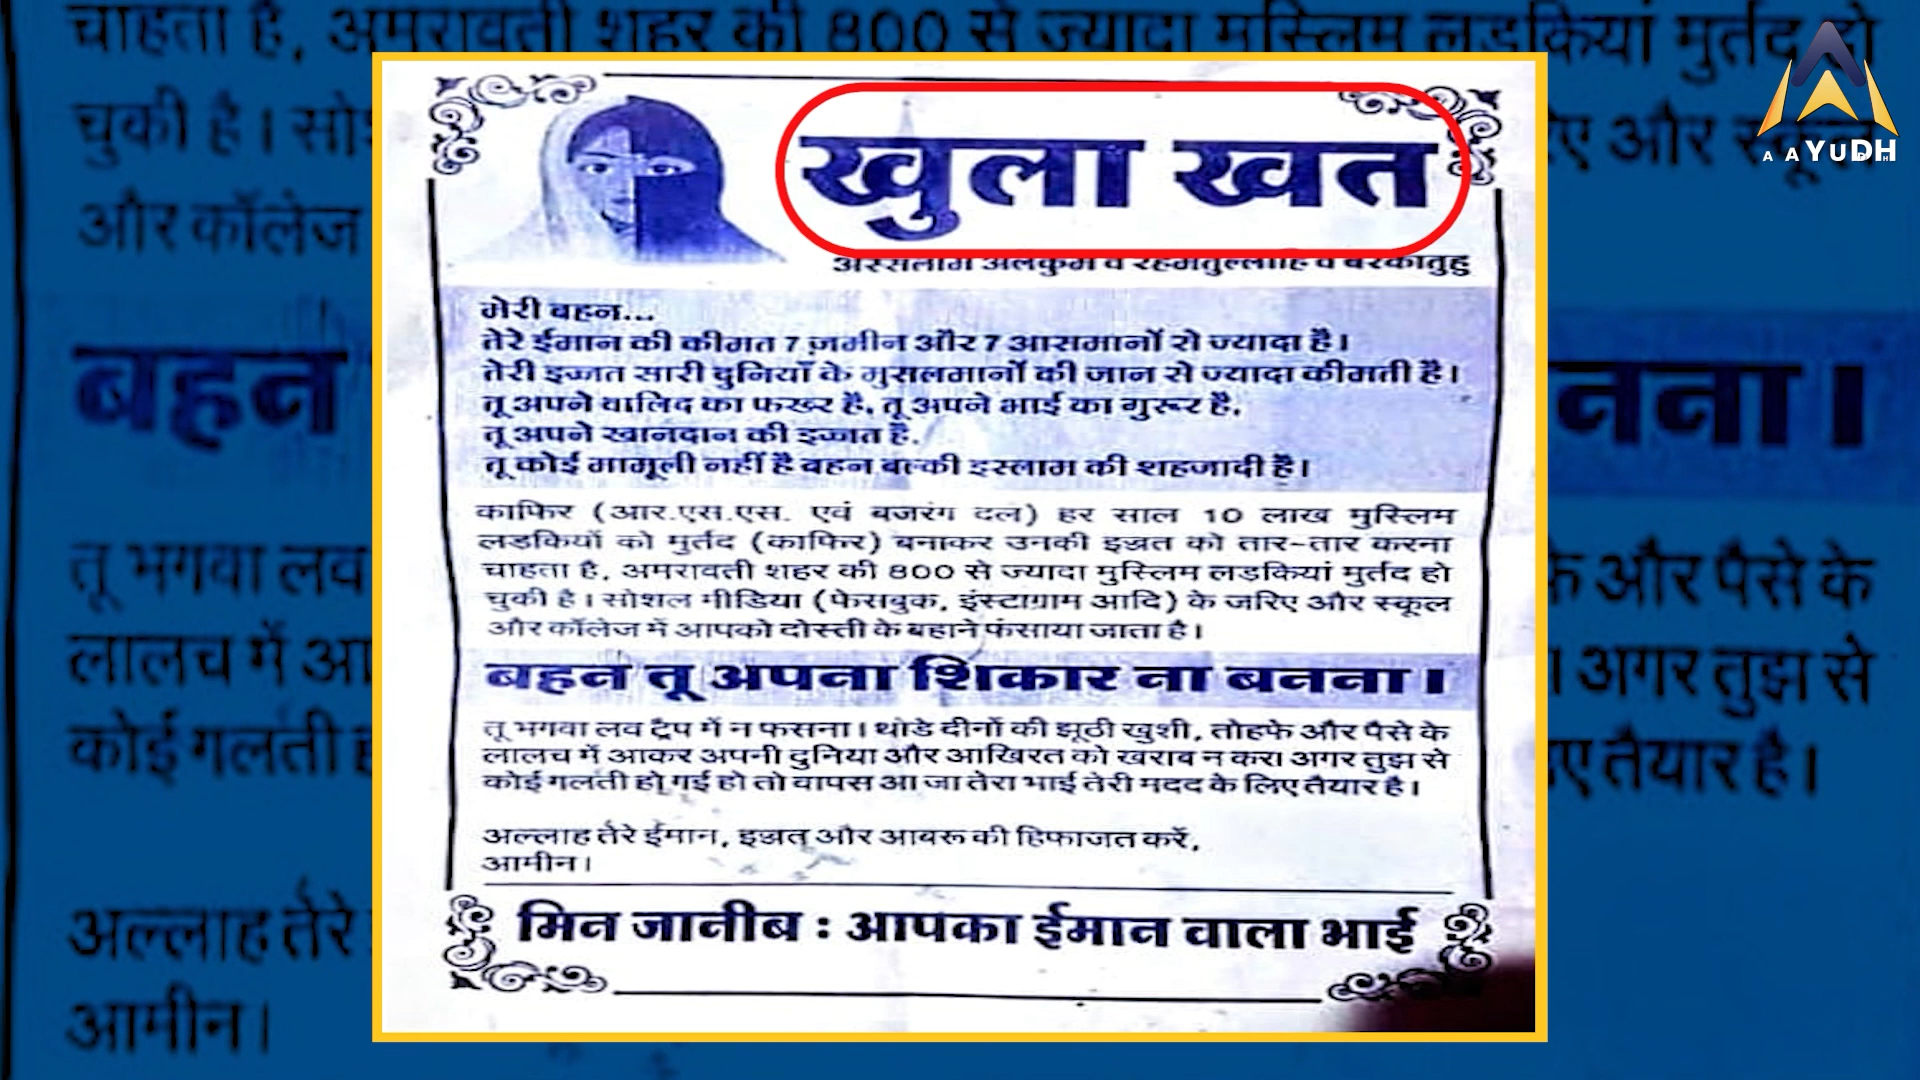 AAYUDH
खुला खत
अस्सलामु अलैकुम व रहमतुल्लाहि व बरकातुहु
मेरी बहन...
तेरे ईमान की कीमत 7 ज़मीन और 7 आसमानों से ज्यादा है।
तेरी इज्जत सारी दुनियाँ के मुसलमानों की जान से ज्यादा कीमती है।
तू अपने वालिद का फख्र है, तू अपने भाई का गुरूर है,
तू अपने खानदान की इज्जत है.
तू कोई मामूली नहीं है बहन बल्की इस्लाम की शहजादी है।
काफिर (आर.एस.एस. एवं बजरंग दल) हर साल 10 लाख मुस्लिम
लडकियों को मुर्तद (काफिर) बनाकर उनकी इज्जत को तार-तार करना
चाहता है, अमरावती शहर की 800 से ज्यादा मुस्लिम लडकियां मुर्तद हो
चुकी है। सोशल मीडिया (फेसबुक, इंस्टाग्राम आदि) के जरिए और स्कूल
और कॉलेज में आपको दोस्ती के बहाने फंसाया जाता है।
बहन तू अपना शिकार ना बनना।
तू भगवा लव ट्रैप में न फसना। थोडे दीनों की झूठी खुशी, तोहफे और पैसे के
लालच में आकर अपनी दुनिया और आखिरत को खराब न कर। अगर तुझ से
कोई गलती हो गई हो तो वापस आ जा तेरा भाई तेरी मदद के लिए तैयार है।
अल्लाह तेरे ईमान, इज्जत और आबरू की हिफाजत करें,
आमीन।
मिन जानीब : आपका ईमान वाला भाई